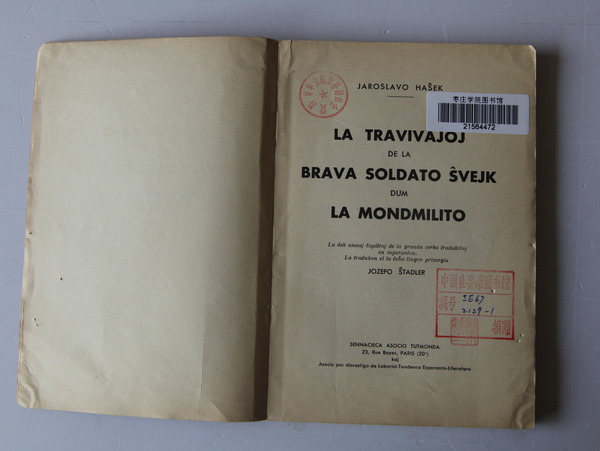 JAROSLAVO HAŜEK
枣庄学院图书馆
21564472
LA TRAVIVAJOJ
DE LA
BRAVA SOLDATO ŜVEJK
DUM
LA MONDMILITO
La dek unuaj ĉapitroj de la granda verko tradukitaj
en esperanton.
La tradukon el la ĉeĥa lingvo prizorgis
JOZEFO ŜTADLER
3E67
2129-1
SENNACIECA ASOCIO TUTMONDA
23, Rue Boyer, PARIS (20ᵉ)
kaj
Asocio por disvastigo de Laborist-Tendenca Esperanto-Literaturo